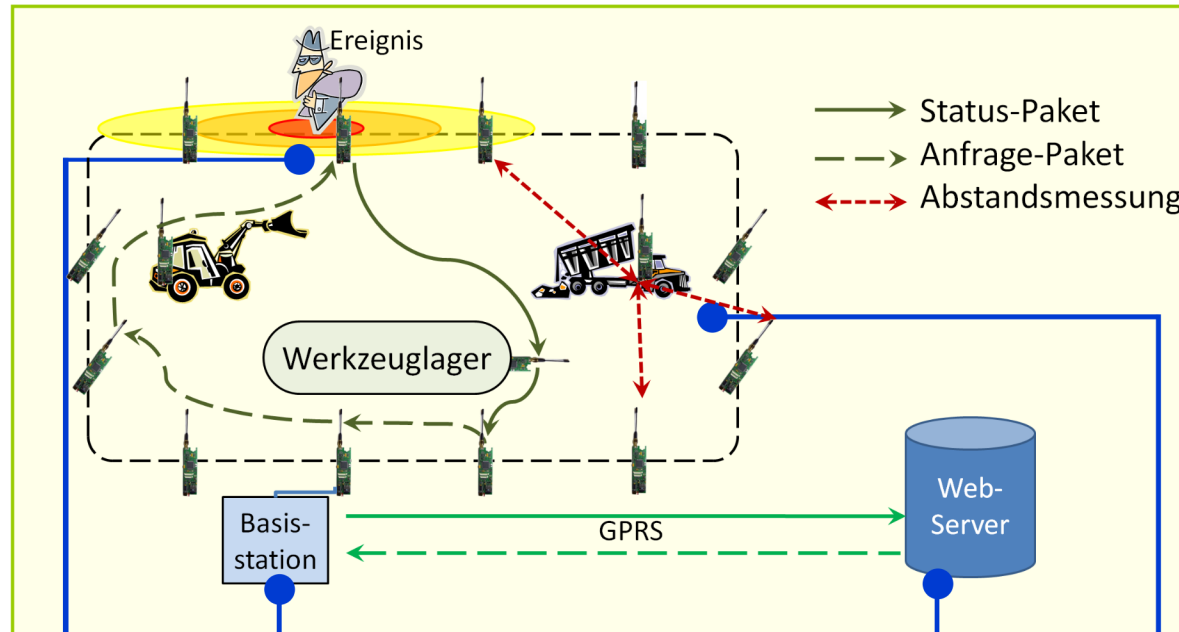 Ereignis
Status-Paket
Anfrage-Paket
Abstandsmessung
Werkzeuglager
Basis-
station
GPRS
Web-
Server